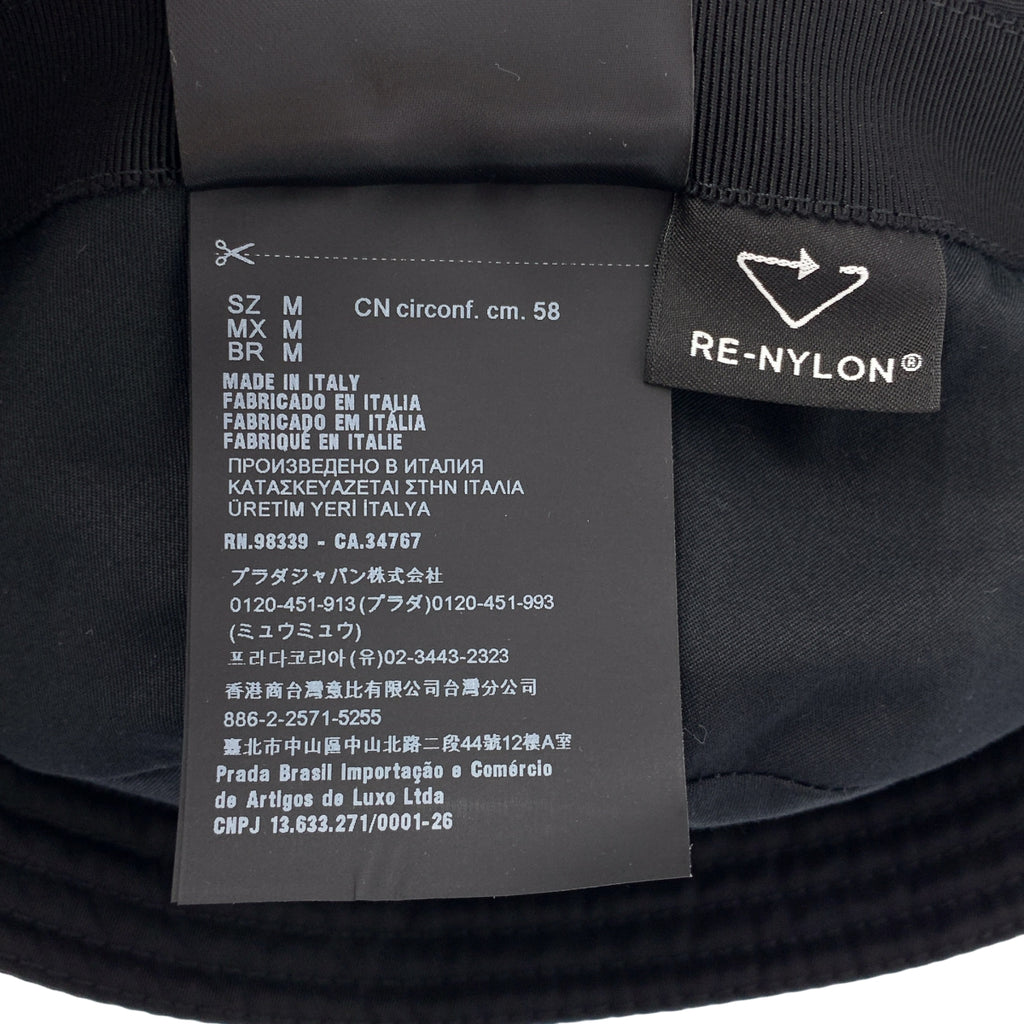 SZ M CN circonf. cm. 58
MX M
BR M
MADE IN ITALY
FABRICADO EN ITALIA
FABRICADO EM ITÁLIA
FABRIQUÉ EN ITALIE
ПРОИЗВЕДЕНО В ИТАЛИЯ
ΚΑΤΑΣΚΕΥΑΖΕΤΑΙ ΣΤΗΝ ΙΤΑΛΙΑ
ÜRETİM YERİ İTALYA
RN.98339 - CA.34767
プラダジャパン株式会社
0120-451-913(プラダ)0120-451-993
(ミュウミュウ)
프라다코리아(유)02-3443-2323
香港商台灣意比有限公司台灣分公司
886-2-2571-5255
臺北市中山區中山北路二段44號12樓A室
Prada Brasil Importação e Comércio
de Artigos de Luxo Ltda
CNPJ 13.633.271/0001-26
RE-NYLON®